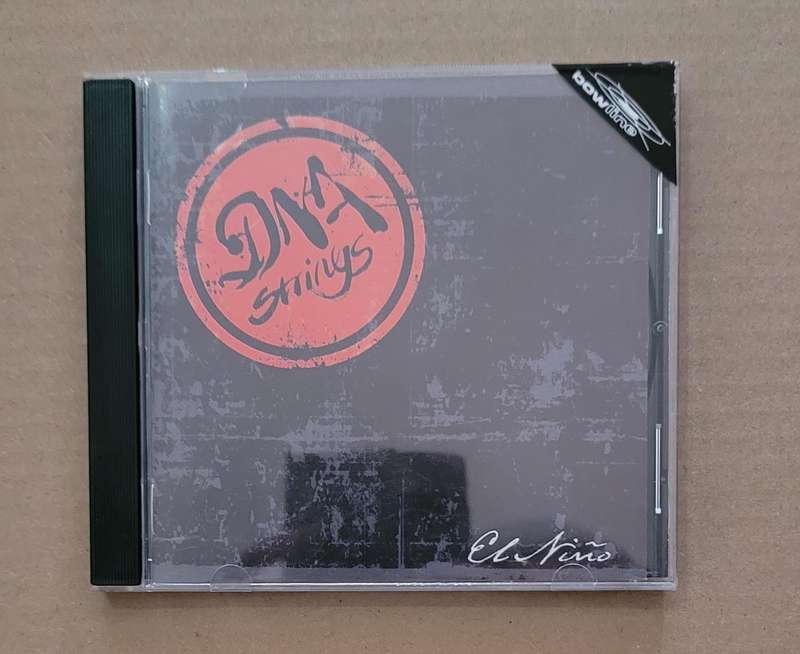 bowline
DNA
strings
El Niño